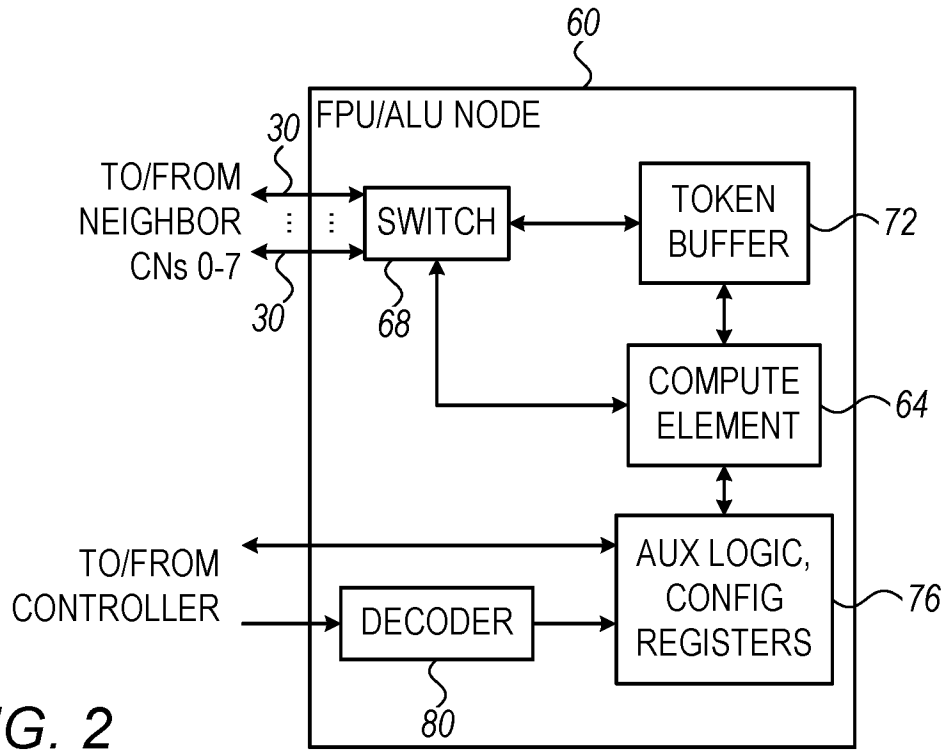 60
FPU/ALU NODE
30
TO/FROM
NEIGHBOR
CNs 0-7
... ...
30
SWITCH
68
TOKEN
BUFFER
72
COMPUTE
ELEMENT
64
TO/FROM
CONTROLLER
AUX LOGIC,
CONFIG
REGISTERS
76
DECODER
80
G. 2